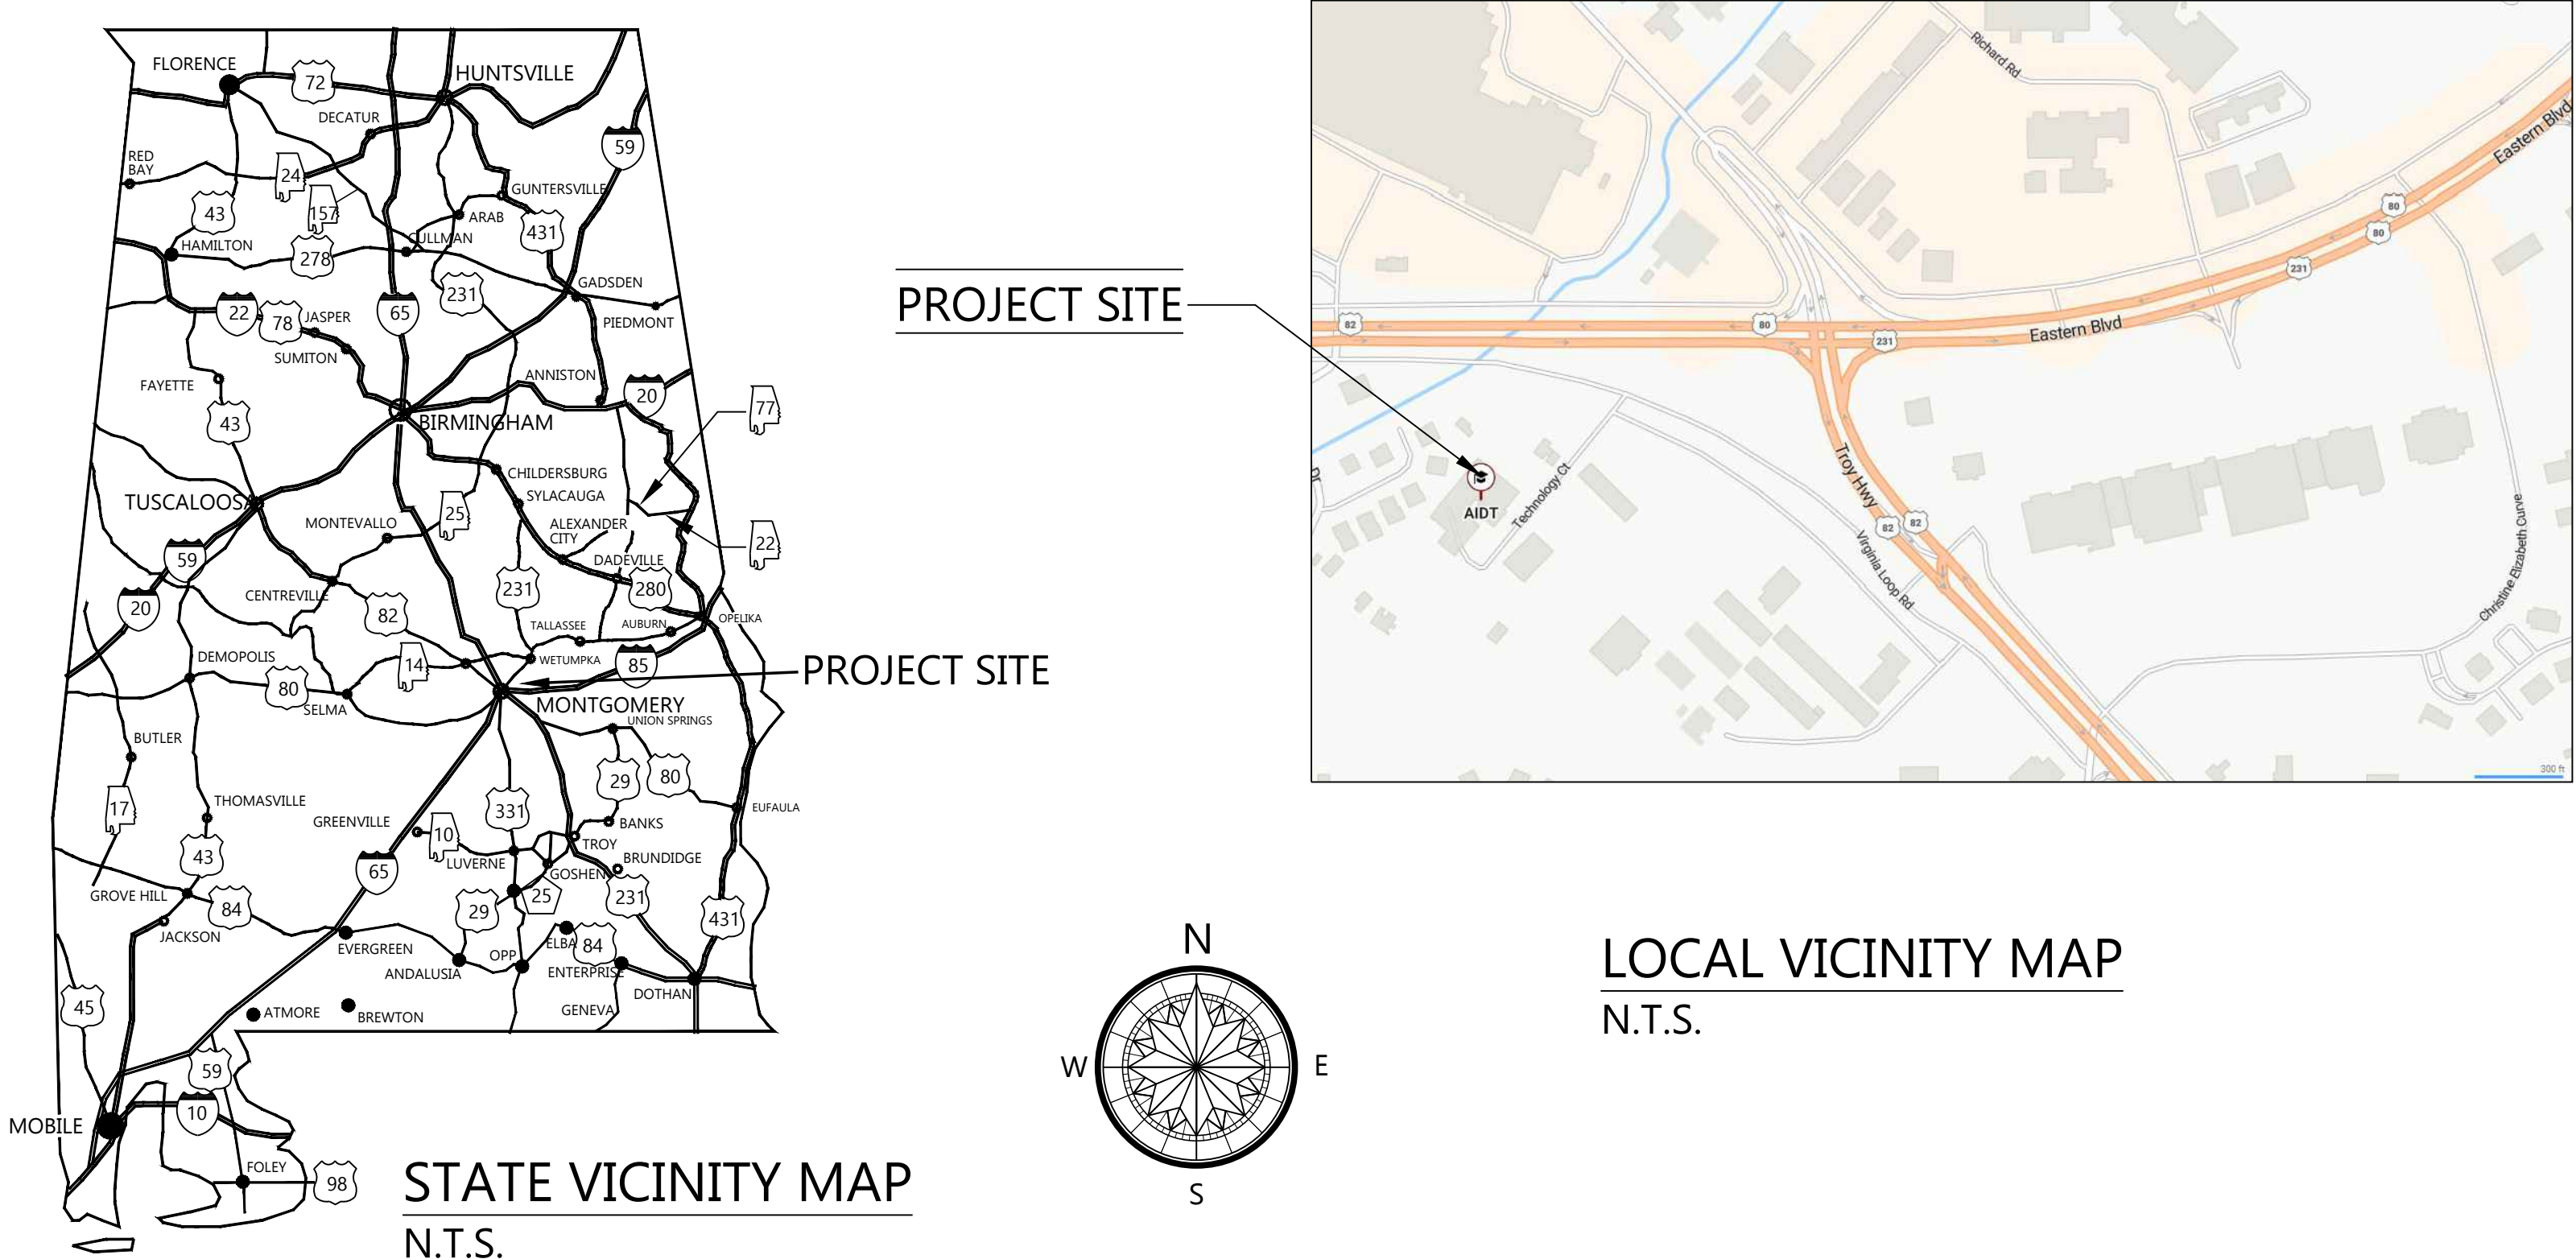 FLORENCE
72
HUNTSVILLE
DECATUR
59
RED
BAY
24
157
43
GUNTERSVILLE
ARAB
431
HAMILTON
278
CULLMAN
231
GADSDEN
PIEDMONT
22
78
JASPER
65
SUMITON
FAYETTE
ANNISTON
20
77
43
BIRMINGHAM
CHILDERSBURG
SYLACAUGA
TUSCALOOSA
MONTEVALLO
25
ALEXANDER
CITY
22
59
DADEVILLE
231
280
CENTREVILLE
20
82
TALLASSEE
AUBURN
OPELIKA
DEMOPOLIS
14
WETUMPKA
85
PROJECT SITE
80
SELMA
MONTGOMERY
UNION SPRINGS
BUTLER
29
80
17
THOMASVILLE
331
EUFAULA
GREENVILLE
10
BANKS
TROY
43
LUVERNE
BRUNDIDGE
65
GOSHEN
GROVE HILL
84
29
25
231
431
JACKSON
EVERGREEN
ELBA
84
OPP
ANDALUSIA
ENTERPRISE
DOTHAN
45
ATMORE
BREWTON
GENEVA
59
10
MOBILE
FOLEY
98
STATE VICINITY MAP
N.T.S.
PROJECT SITE
Richard Rd
Eastern Blvd
80
80
231
82
80
231
Eastern Blvd
Dr
AIDT
Technology Ct
Troy Hwy
82
82
Virginia Loop Rd
Christine Elizabeth Curve
300 ft
N
W
E
S
LOCAL VICINITY MAP
N.T.S.